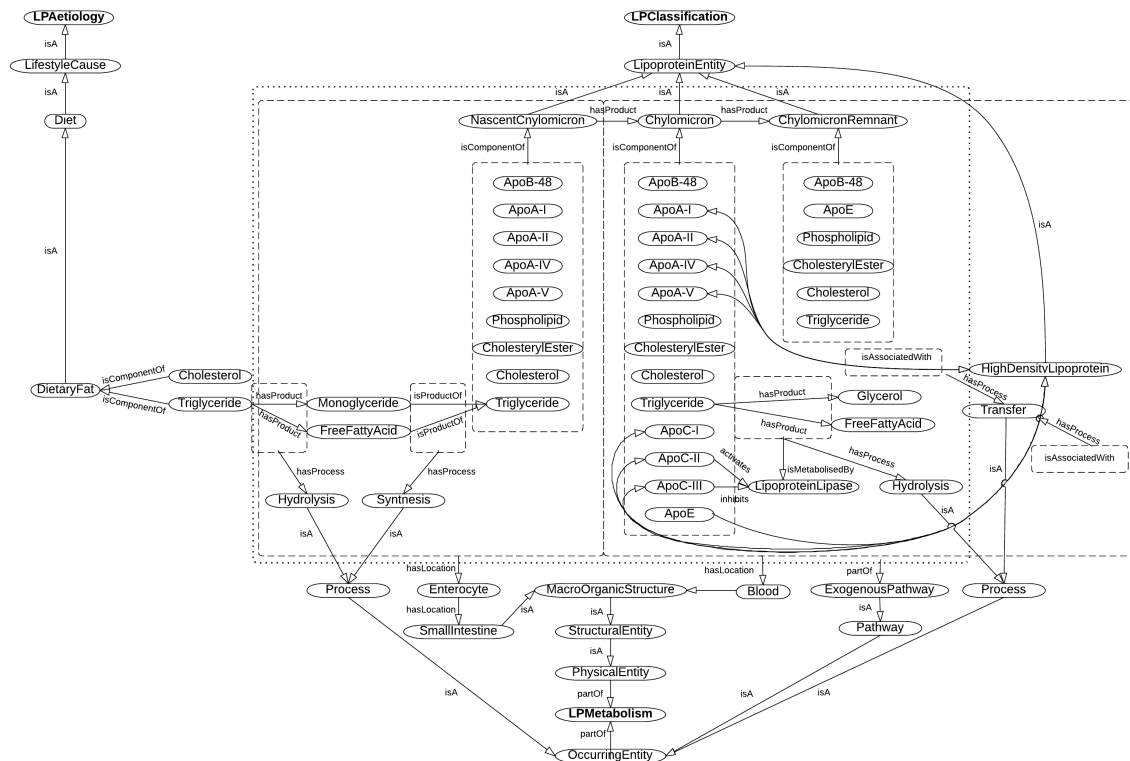 LPAetiology
LPClassification
isA
isA
LifestyleCause
LipoproteinEntity
isA
isA
isA
isA
Diet
NascentCnylomicron
hasProduct
Chylomicron
hasProduct
ChylomicronRemnant
isComponentOf
isComponentOf
isComponentOf
ApoB-48
ApoB-48
ApoB-48
ApoA-I
ApoA-I
ApoE
isA
ApoA-II
ApoA-II
Phospholipid
isA
ApoA-IV
ApoA-IV
CholesterylEster
ApoA-V
ApoA-V
Cholesterol
Phospholipid
Phospholipid
Triglyceride
CholesterylEster
CholesterylEster
isAssociatedWith
HighDensityLipoprotein
isComponentOf
Cholesterol
Cholesterol
Cholesterol
DietaryFat
hasProcess
isComponentOf
Triglyceride
hasProduct
Monoglyceride
isProductOf
Triglyceride
Triglyceride
hasProduct
Glycerol
Transfer
hasProduct
FreeFattyAcid
isProductOf
ApoC-I
hasProduct
FreeFattyAcid
hasProcess
isAssociatedWith
hasProcess
hasProcess
ApoC-II
activates
isMetabolisedBy
hasProcess
isA
Hydrolysis
Syntnesis
ApoC-III
inhibits
LipoproteinLipase
Hydrolysis
isA
isA
ApoE
isA
hasLocation
hasLocation
partOf
Process
Enterocyte
MacroOrganicStructure
Blood
ExogenousPathway
Process
hasLocation
isA
isA
isA
SmallIntestine
StructuralEntity
Pathway
isA
PhysicalEntity
isA
partOf
isA
isA
LPMetabolism
partOf
OccurringEntity